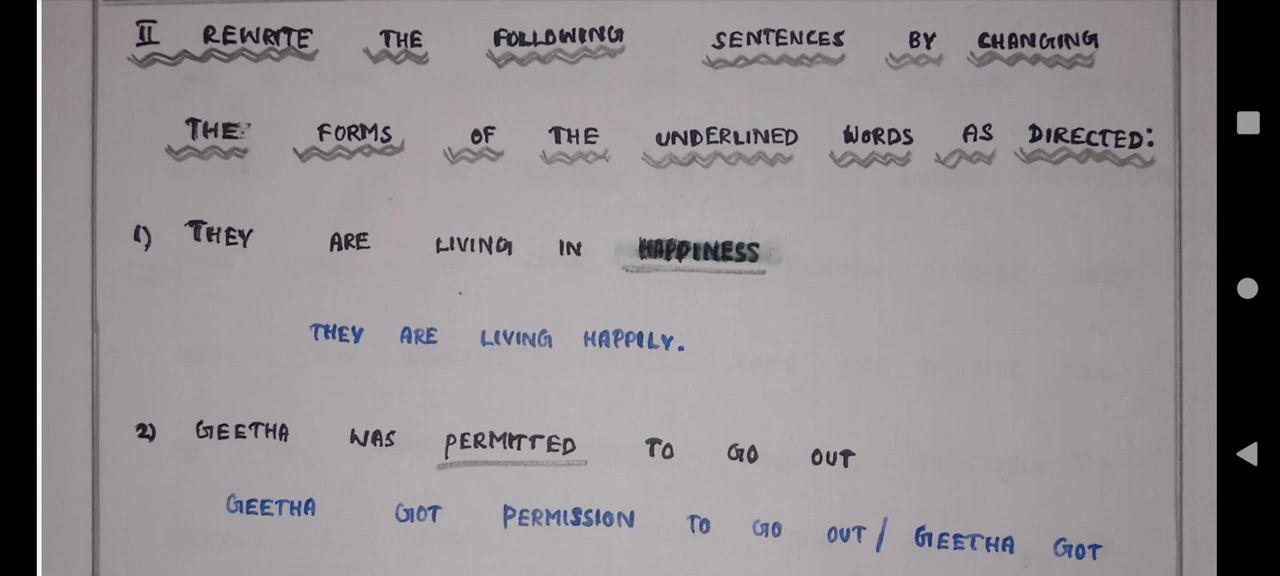 II REWRITE THE FOLLOWING SENTENCES BY CHANGING
THE FORMS OF THE UNDERLINED WORDS AS DIRECTED:
1) THEY ARE LIVING IN HAPPINESS
THEY ARE LIVING HAPPILY.
2) GEETHA WAS PERMITTED TO GO OUT
GEETHA GOT PERMISSION TO GO OUT / GEETHA GOT